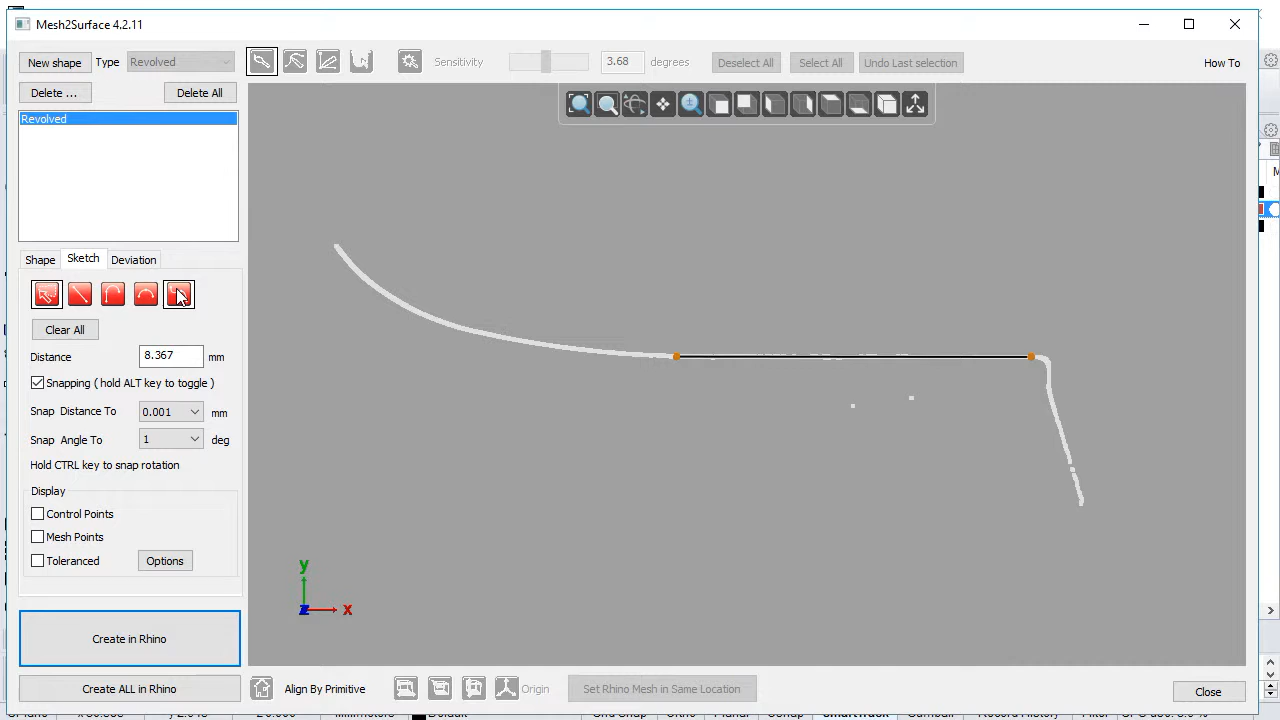 Mesh2Surface 4.2.11
New shape
Type
Revolved
Sensitivity
3.68
degrees
Deselect All
Select All
Undo Last selection
How To
Delete ...
Delete All
Revolved
Shape
Sketch
Deviation
Clear All
Distance
8.367
mm
Snapping ( hold ALT key to toggle )
Snap Distance To
0.001
mm
Snap Angle To
1
deg
Hold CTRL key to snap rotation
Display
Control Points
Mesh Points
Toleranced
Options
y
z
x
Create in Rhino
Create ALL in Rhino
Align By Primitive
Origin
Set Rhino Mesh in Same Location
Close